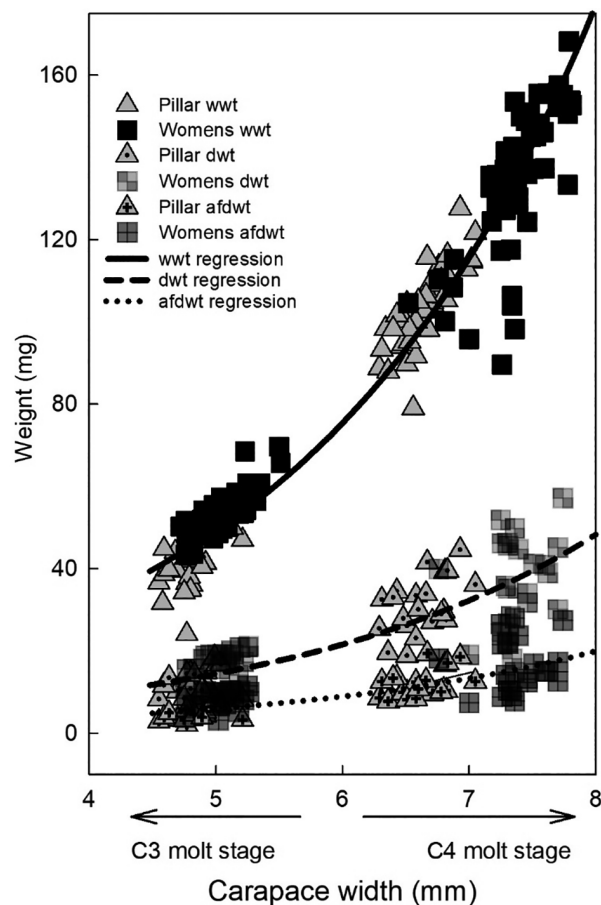 160
120
80
40
0
Weignt (mg)
Pillar wwt
Womens wwt
Pillar dwt
Womens dwt
Pillar afdwt
Womens afdwt
wwt regression
dwt regression
afdwt regression
4 5 6 7 8
C3 molt stage C4 molt stage
Carapace width (mm)